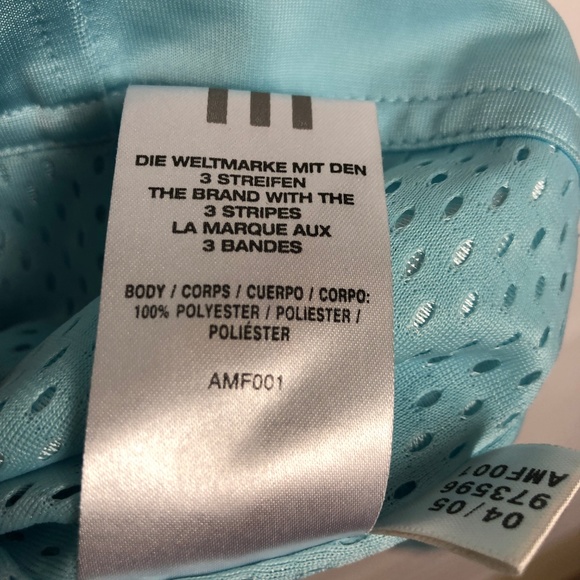 DIE WELTMARKE MIT DEN
3 STREIFEN
THE BRAND WITH THE
3 STRIPES
LA MARQUE AUX
3 BANDES
BODY / CORPS / CUERPO / CORPO:
100% POLYESTER / POLIESTER /
POLIÉSTER
AMF001
04/05
973596
AMF001